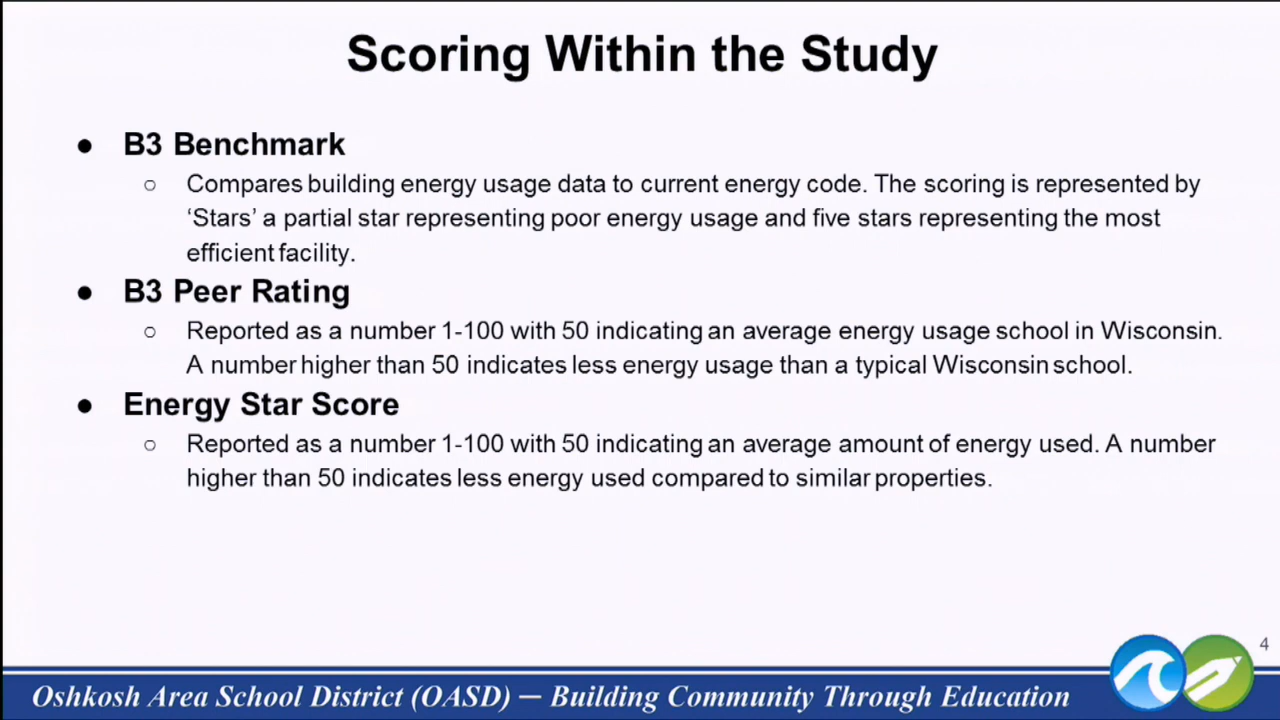 Scoring Within the Study
● B3 Benchmark
○ Compares building energy usage data to current energy code. The scoring is represented by
‘Stars’ a partial star representing poor energy usage and five stars representing the most
efficient facility.
● B3 Peer Rating
○ Reported as a number 1-100 with 50 indicating an average energy usage school in Wisconsin.
A number higher than 50 indicates less energy usage than a typical Wisconsin school.
● Energy Star Score
○ Reported as a number 1-100 with 50 indicating an average amount of energy used. A number
higher than 50 indicates less energy used compared to similar properties.
4
Oshkosh Area School District (OASD) — Building Community Through Education